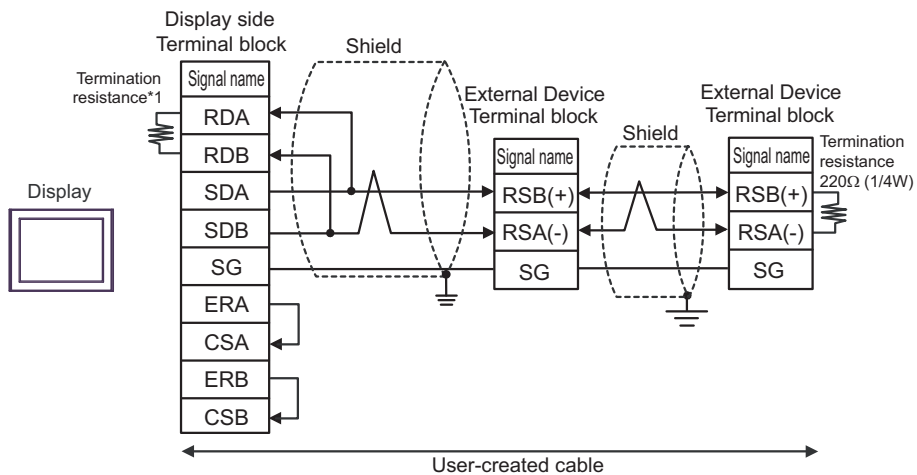 Display side
Terminal block
Shield
Termination
resistance*1
Signal name
RDA
RDB
SDA
SDB
SG
ERA
CSA
ERB
CSB
Display
External Device
Terminal block
Signal name
RSB(+)
RSA(-)
SG
Shield
External Device
Terminal block
Signal name
RSB(+)
RSA(-)
SG
Termination
resistance
220Ω (1/4W)
User-created cable